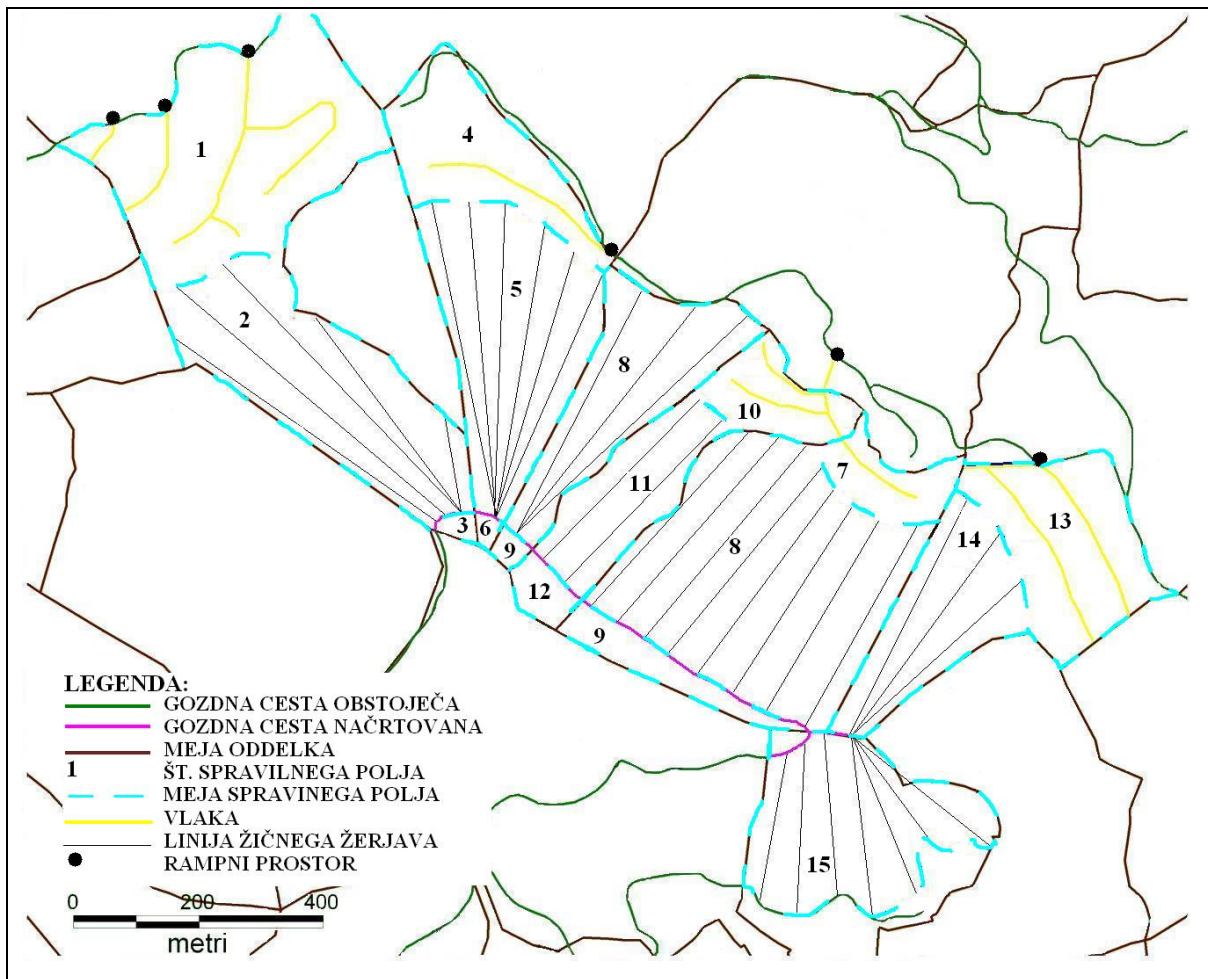 1
4
2
5
8
10
7
11
13
3
6
9
8
14
12
9
LEGENDA:
GOZDNA CESTA OBSTOJEČA
GOZDNA CESTA NAČRTOVANA
MEJA ODDELKA
1 ŠT. SPRAVILNEGA POLJA
MEJA SPRAVINEGA POLJA
VLAKA
LINIJA ŽIČNEGA ŽERJAVA
RAMPNI PROSTOR
15
0 200 400
metri